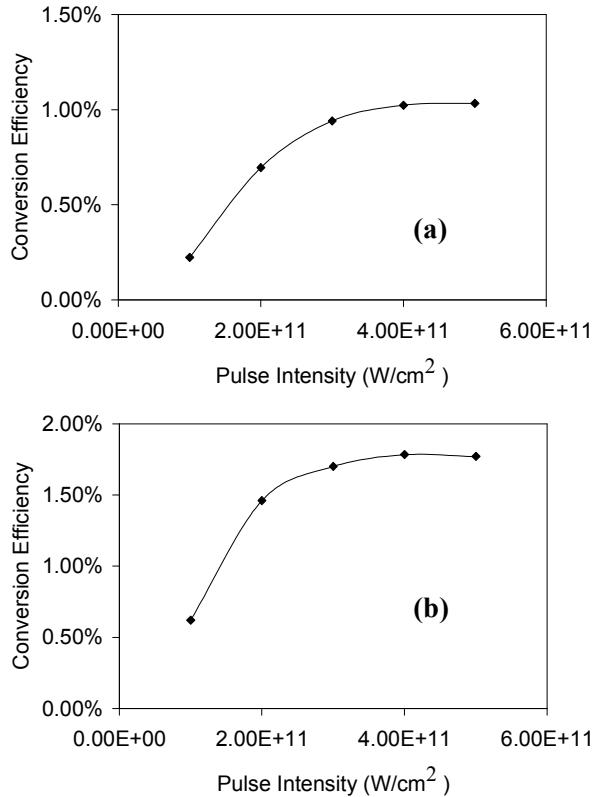 1.50%
1.00%
0.50%
0.00%
Conversion Efficiency
(a)
0.00E+00 2.00E+11 4.00E+11 6.00E+11
Pulse Intensity (W/cm2 )
2.00%
1.50%
1.00%
0.50%
0.00%
Conversion Efficiency
(b)
0.00E+00 2.00E+11 4.00E+11 6.00E+11
Pulse Intensity (W/cm2 )